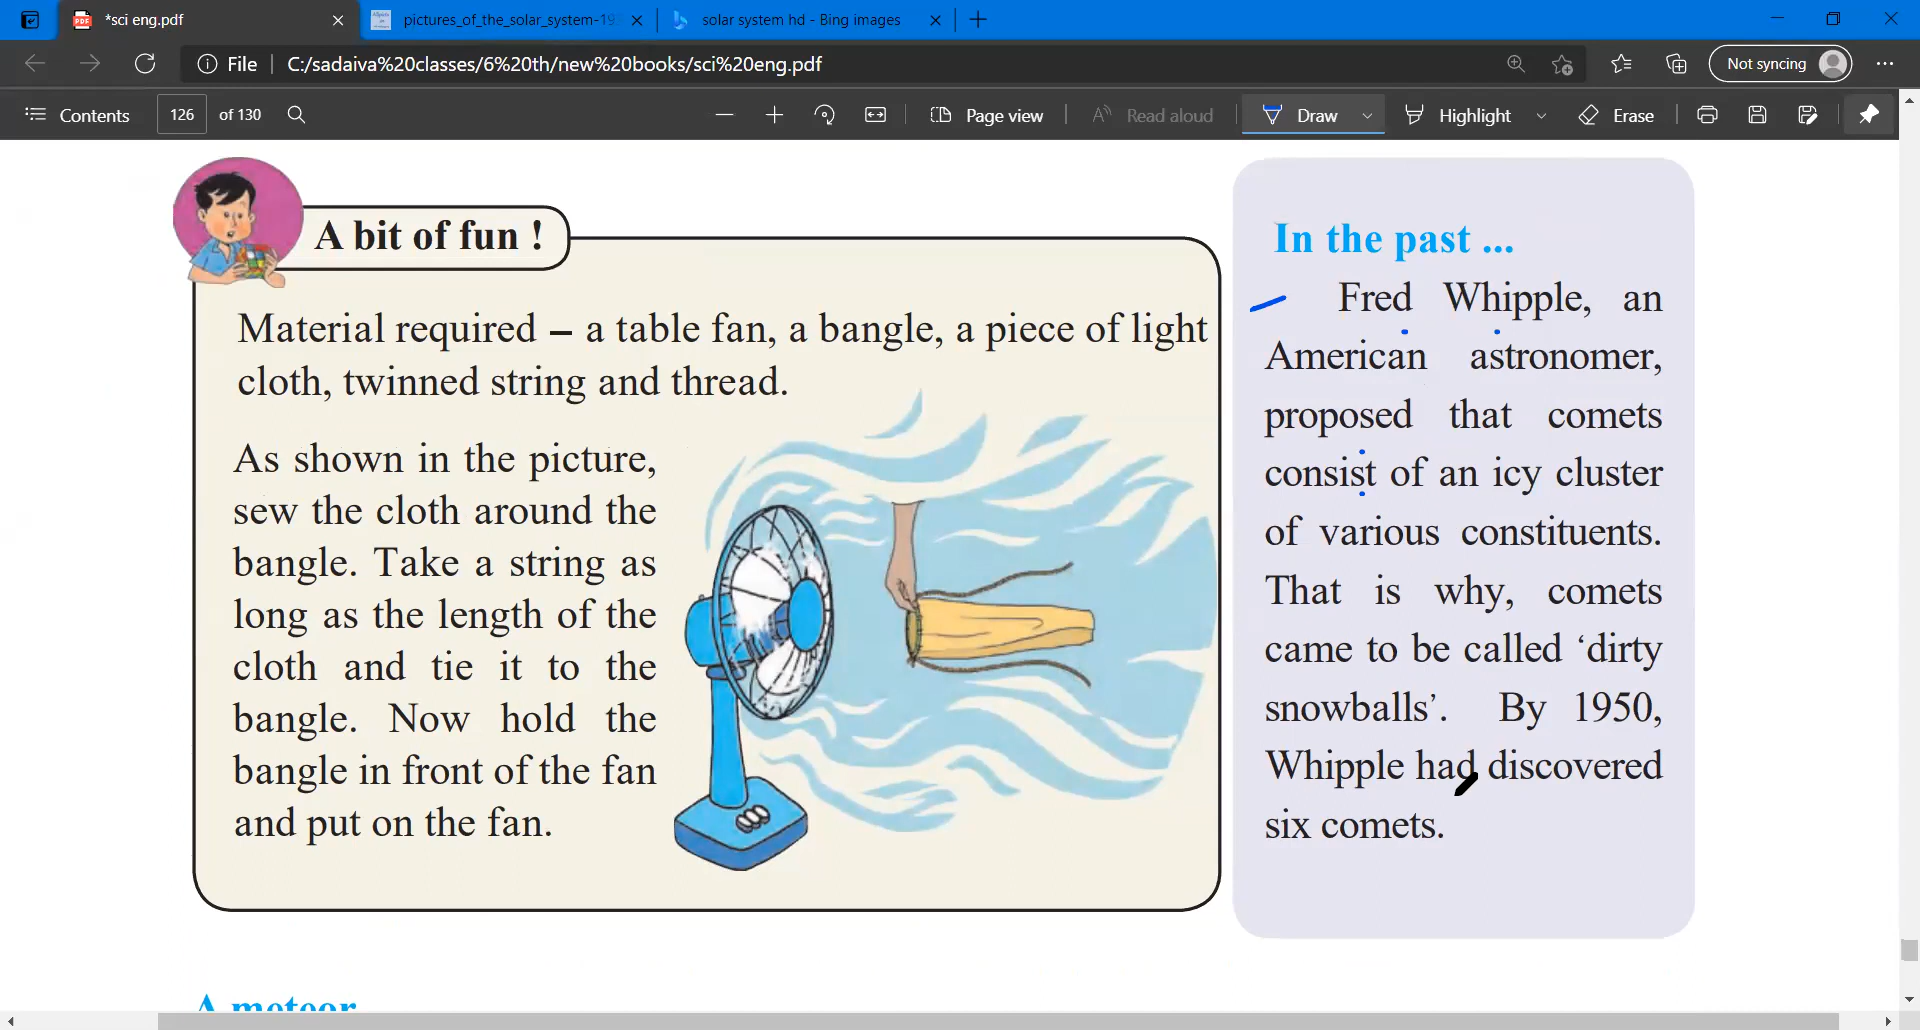 *sci eng.pdf
pictures_of_the_solar_system-19
solar system hd - Bing images
File
C:/sadaiva%20classes/6%20th/new%20books/sci%20eng.pdf
Not syncing
Contents
126
of 130
Page view
Read aloud
Draw
Highlight
Erase
A bit of fun !
Material required – a table fan, a bangle, a piece of light
cloth, twinned string and thread.
As shown in the picture,
sew the cloth around the
bangle. Take a string as
long as the length of the
cloth and tie it to the
bangle. Now hold the
bangle in front of the fan
and put on the fan.
In the past ...
Fred Whipple, an
American astronomer,
proposed that comets
consist of an icy cluster
of various constituents.
That is why, comets
came to be called ‘dirty
snowballs’. By 1950,
Whipple had discovered
six comets.
A meteor